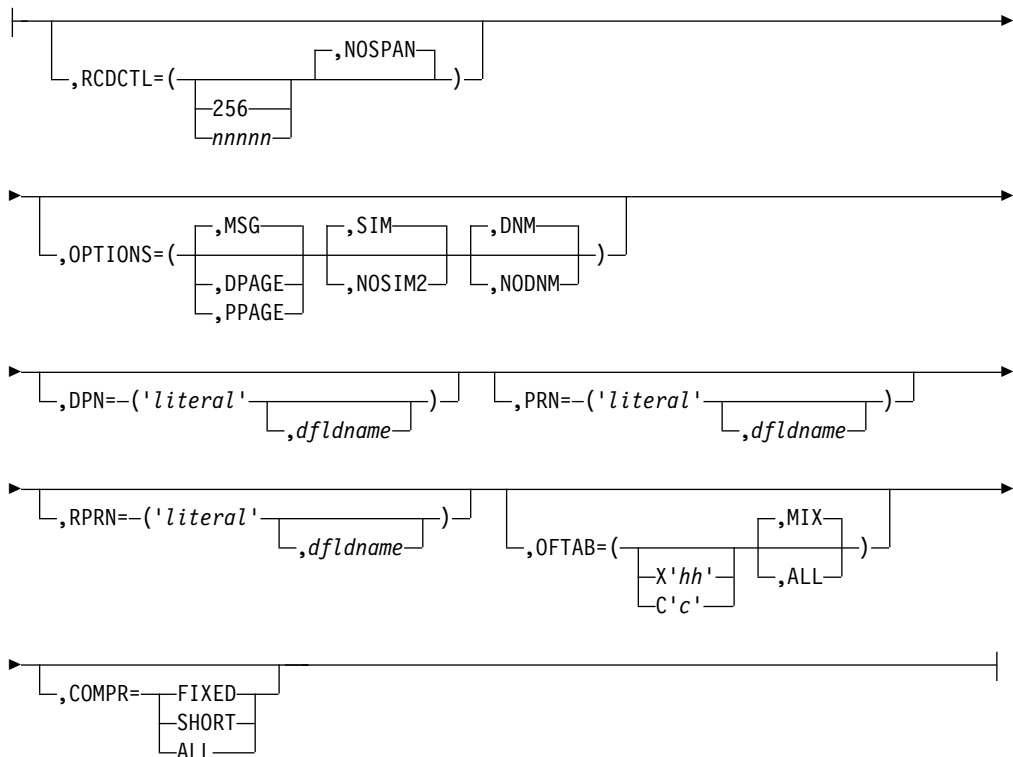 ,NOSPAN
,RCDCTL=( )
256
nnnnn
,MSG ,SIM ,DNM
,OPTIONS=( )
,DPAGE ,NOSIM2 ,NODNM
,PPAGE
,DPN=('literal' ) ,PRN=('literal' )
,dfldname ,dfldname
,RPRN=('literal' ) ,MIX
,dfldname ,OFTAB=( )
X'hh' ,ALL
C'c'
,COMPR= FIXED
SHORT
ALL